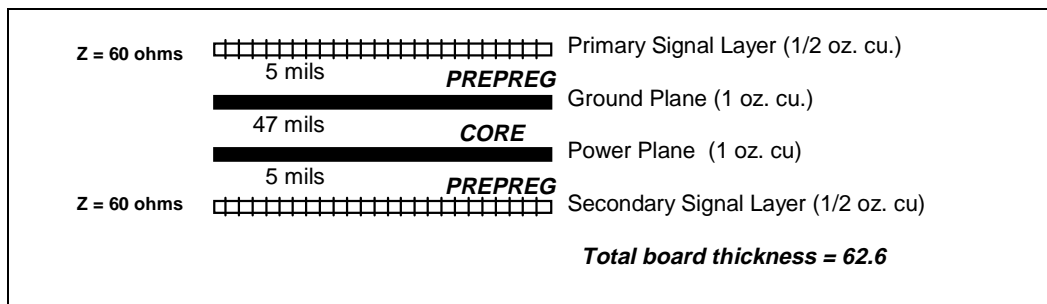 Z = 60 ohms Primary Signal Layer (1/2 oz. cu.)
5 mils PREPREG
Ground Plane (1 oz. cu.)
47 mils CORE
Power Plane (1 oz. cu)
5 mils PREPREG
Z = 60 ohms Secondary Signal Layer (1/2 oz. cu)
Total board thickness = 62.6